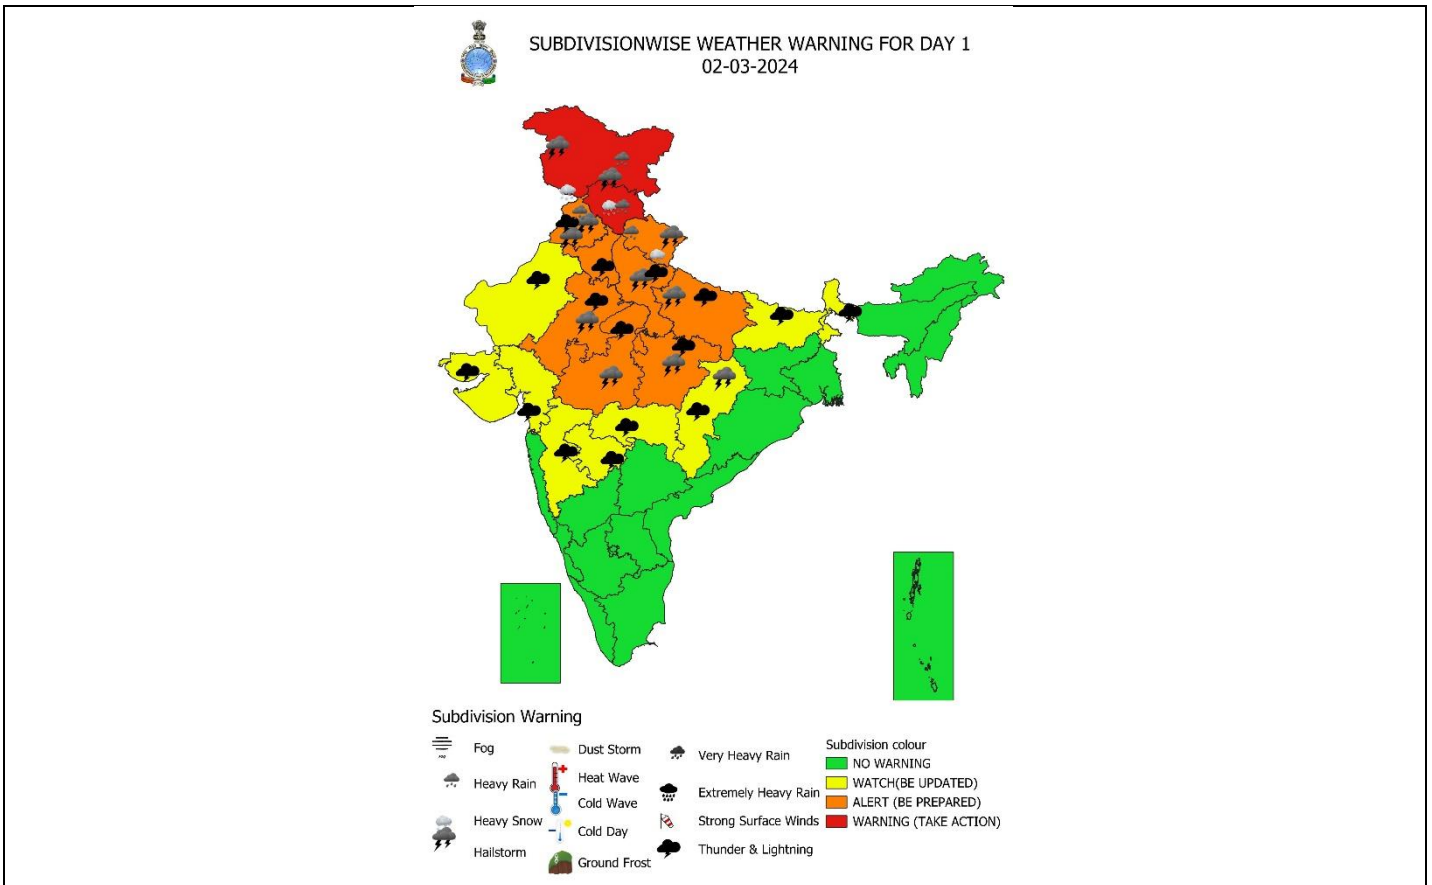 SUBDIVISIONWISE WEATHER WARNING FOR DAY 1
02-03-2024
Subdivision Warning
Fog
Heavy Rain
Heavy Snow
Hailstorm
Dust Storm
Heat Wave
Cold Wave
Cold Day
Ground Frost
Very Heavy Rain
Extremely Heavy Rain
Strong Surface Winds
Thunder & Lightning
Subdivision colour
NO WARNING
WATCH(BE UPDATED)
ALERT (BE PREPARED)
WARNING (TAKE ACTION)